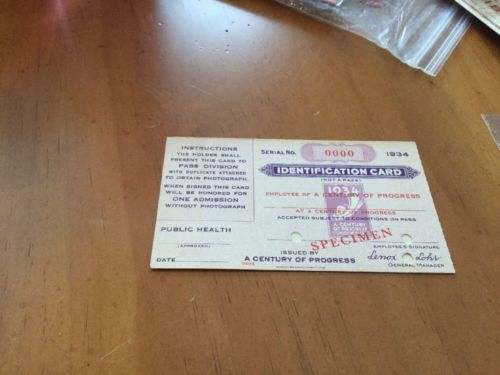 INSTRUCTIONS
THE HOLDER SHALL
PRESENT THIS CARD TO
PASS DIVISION
WITH DUPLICATE ATTACHED
TO OBTAIN PHOTOGRAPH.
WHEN SIGNED THIS CARD
WILL BE HONORED FOR
ONE ADMISSION
WITHOUT PHOTOGRAPH
PUBLIC HEALTH
(APPROVED)
DATE
SERIAL NO. 0000 1934
IDENTIFICATION CARD
(NOT A PASS)
EMPLOYEE OF A CENTURY OF PROGRESS
1934
AT A CENTURY OF PROGRESS
ACCEPTED SUBJECT TO CONDITIONS ON PASS
A CENTURY
OF PROGRESS
SPECIMEN
EMPLOYEE'S SIGNATURE
ISSUED BY
A CENTURY OF PROGRESS
Lenox Lohr
GENERAL MANAGER